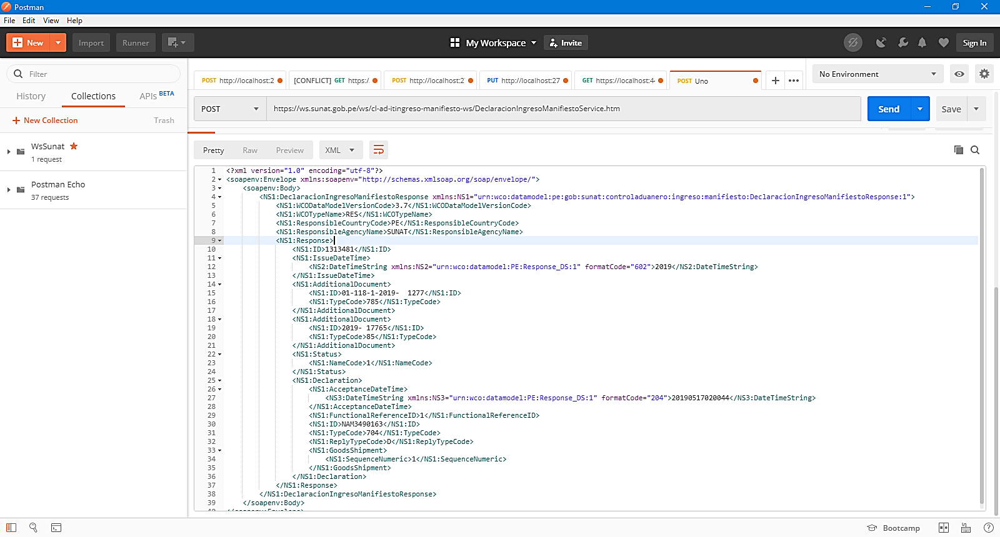 Postman
File Edit View Help
New Import Runner My Workspace Invite Sign In
Filter
History Collections APIs BETA
New Collection Trash
WsSunat
1 request
Postman Echo
37 requests
POST http://localhost:2 [CONFLICT] GET https:/ POST http://localhost:2 PUT http://localhost:27 GET https://localhost:4 POST Uno
No Environment
POST https://ws.sunat.gob.pe/ws/cl-ad-itingreso-manifiesto-ws/DeclaracionIngresoManifiestoService.htm Send Save
Pretty Raw Preview XML
1 <?xml version="1.0" encoding="utf-8"?>
2 <soapenv:Envelope xmlns:soapenv="http://schemas.xmlsoap.org/soap/envelope/">
3 <soapenv:Body>
4 <NS1:DeclaracionIngresoManifiestoResponse xmlns:NS1="urn:wco:datamodel:pe:gob:sunat:controladuanero:ingreso:manifiesto:DeclaracionIngresoManifiestoResponse:1">
5 <NS1:WCODataModelVersionCode>3.7</NS1:WCODataModelVersionCode>
6 <NS1:WCOTypeName>RES</NS1:WCOTypeName>
7 <NS1:ResponsibleCountryCode>PE</NS1:ResponsibleCountryCode>
8 <NS1:ResponsibleAgencyName>SUNAT</NS1:ResponsibleAgencyName>
9 <NS1:Response>
10 <NS1:ID>1313481</NS1:ID>
11 <NS1:IssueDateTime>
12 <NS2:DateTimeString xmlns:NS2="urn:wco:datamodel:PE:Response_DS:1" formatCode="602">2019</NS2:DateTimeString>
13 </NS1:IssueDateTime>
14 <NS1:AdditionalDocument>
15 <NS1:ID>01-118-1-2019-  1277</NS1:ID>
16 <NS1:TypeCode>785</NS1:TypeCode>
17 </NS1:AdditionalDocument>
18 <NS1:AdditionalDocument>
19 <NS1:ID>2019- 17765</NS1:ID>
20 <NS1:TypeCode>85</NS1:TypeCode>
21 </NS1:AdditionalDocument>
22 <NS1:Status>
23 <NS1:NameCode>1</NS1:NameCode>
24 </NS1:Status>
25 <NS1:Declaration>
26 <NS1:AcceptanceDateTime>
27 <NS3:DateTimeString xmlns:NS3="urn:wco:datamodel:PE:Response_DS:1" formatCode="204">20190517020044</NS3:DateTimeString>
28 </NS1:AcceptanceDateTime>
29 <NS1:FunctionalReferenceID>1</NS1:FunctionalReferenceID>
30 <NS1:ID>NAM3490163</NS1:ID>
31 <NS1:TypeCode>704</NS1:TypeCode>
32 <NS1:ReplyTypeCode>D</NS1:ReplyTypeCode>
33 <NS1:GoodsShipment>
34 <NS1:SequenceNumeric>1</NS1:SequenceNumeric>
35 </NS1:GoodsShipment>
36 </NS1:Declaration>
37 </NS1:Response>
38 </NS1:DeclaracionIngresoManifiestoResponse>
39 </soapenv:Body>
Bootcamp